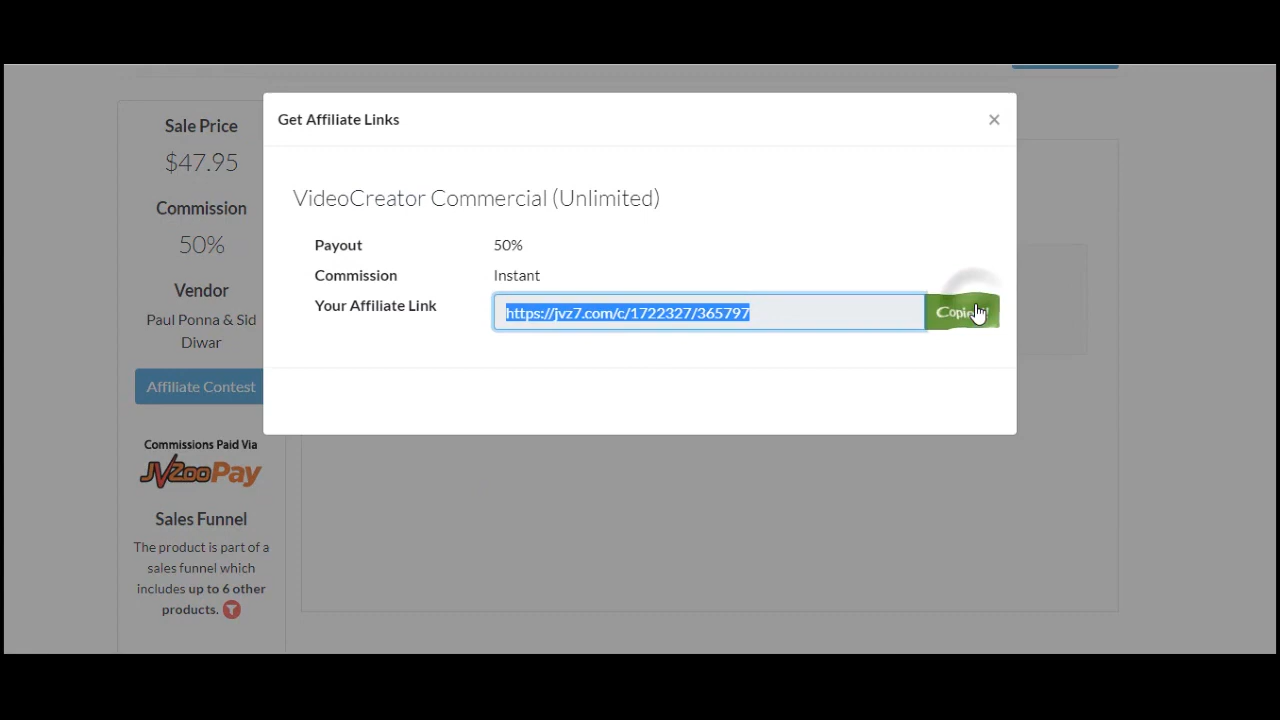 Get Affiliate Links
×
VideoCreator Commercial (Unlimited)
Payout 50%
Commission Instant
Your Affiliate Link https://jvz7.com/c/1722327/365797
Sale Price
$47.95
Commission
50%
Vendor
Paul Ponna & Sid
Diwar
Affiliate Contest
Commissions Paid Via
JVZooPay
Sales Funnel
The product is part of a
sales funnel which
includes up to 6 other
products.